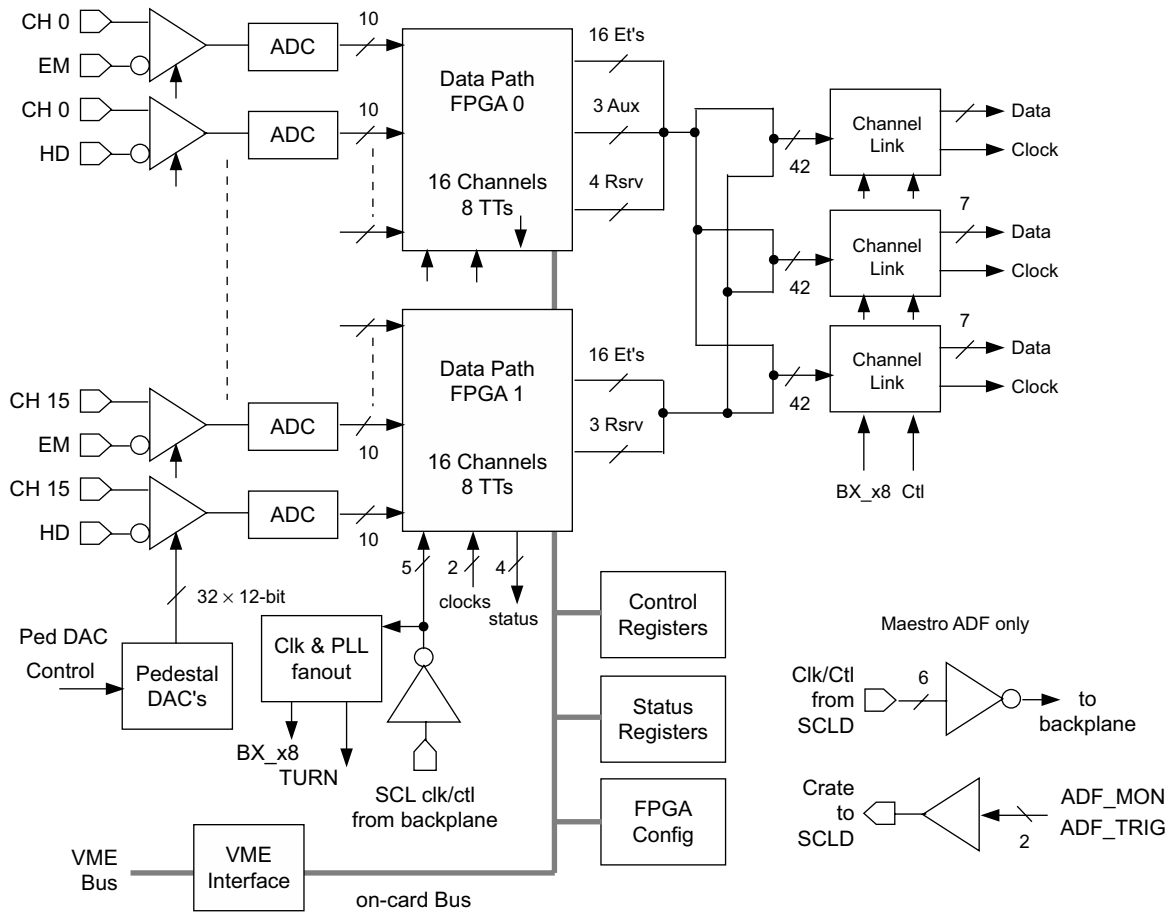 CH 0
EM
CH 0
HD
ADC
10
ADC
10
Data Path
FPGA 0
16 Channels
8 TTs
16 Et's
3 Aux
4 Rsrv
42
Channel
Link
7
Data
Clock
42
Channel
Link
7
Data
Clock
42
Channel
Link
7
Data
Clock
BX_x8
Ctl
CH 15
EM
CH 15
HD
ADC
10
ADC
10
Data Path
FPGA 1
16 Channels
8 TTs
16 Et's
3 Rsrv
5
2
clocks
4
status
32 × 12-bit
Ped DAC
Control
Pedestal
DAC's
Clk & PLL
fanout
BX_x8
TURN
SCL clk/ctl
from backplane
Control
Registers
Status
Registers
FPGA
Config
VME
Bus
VME
Interface
on-card Bus
Maestro ADF only
Clk/Ctl
from
SCLD
6
to
backplane
Crate
to
SCLD
2
ADF_MON
ADF_TRIG